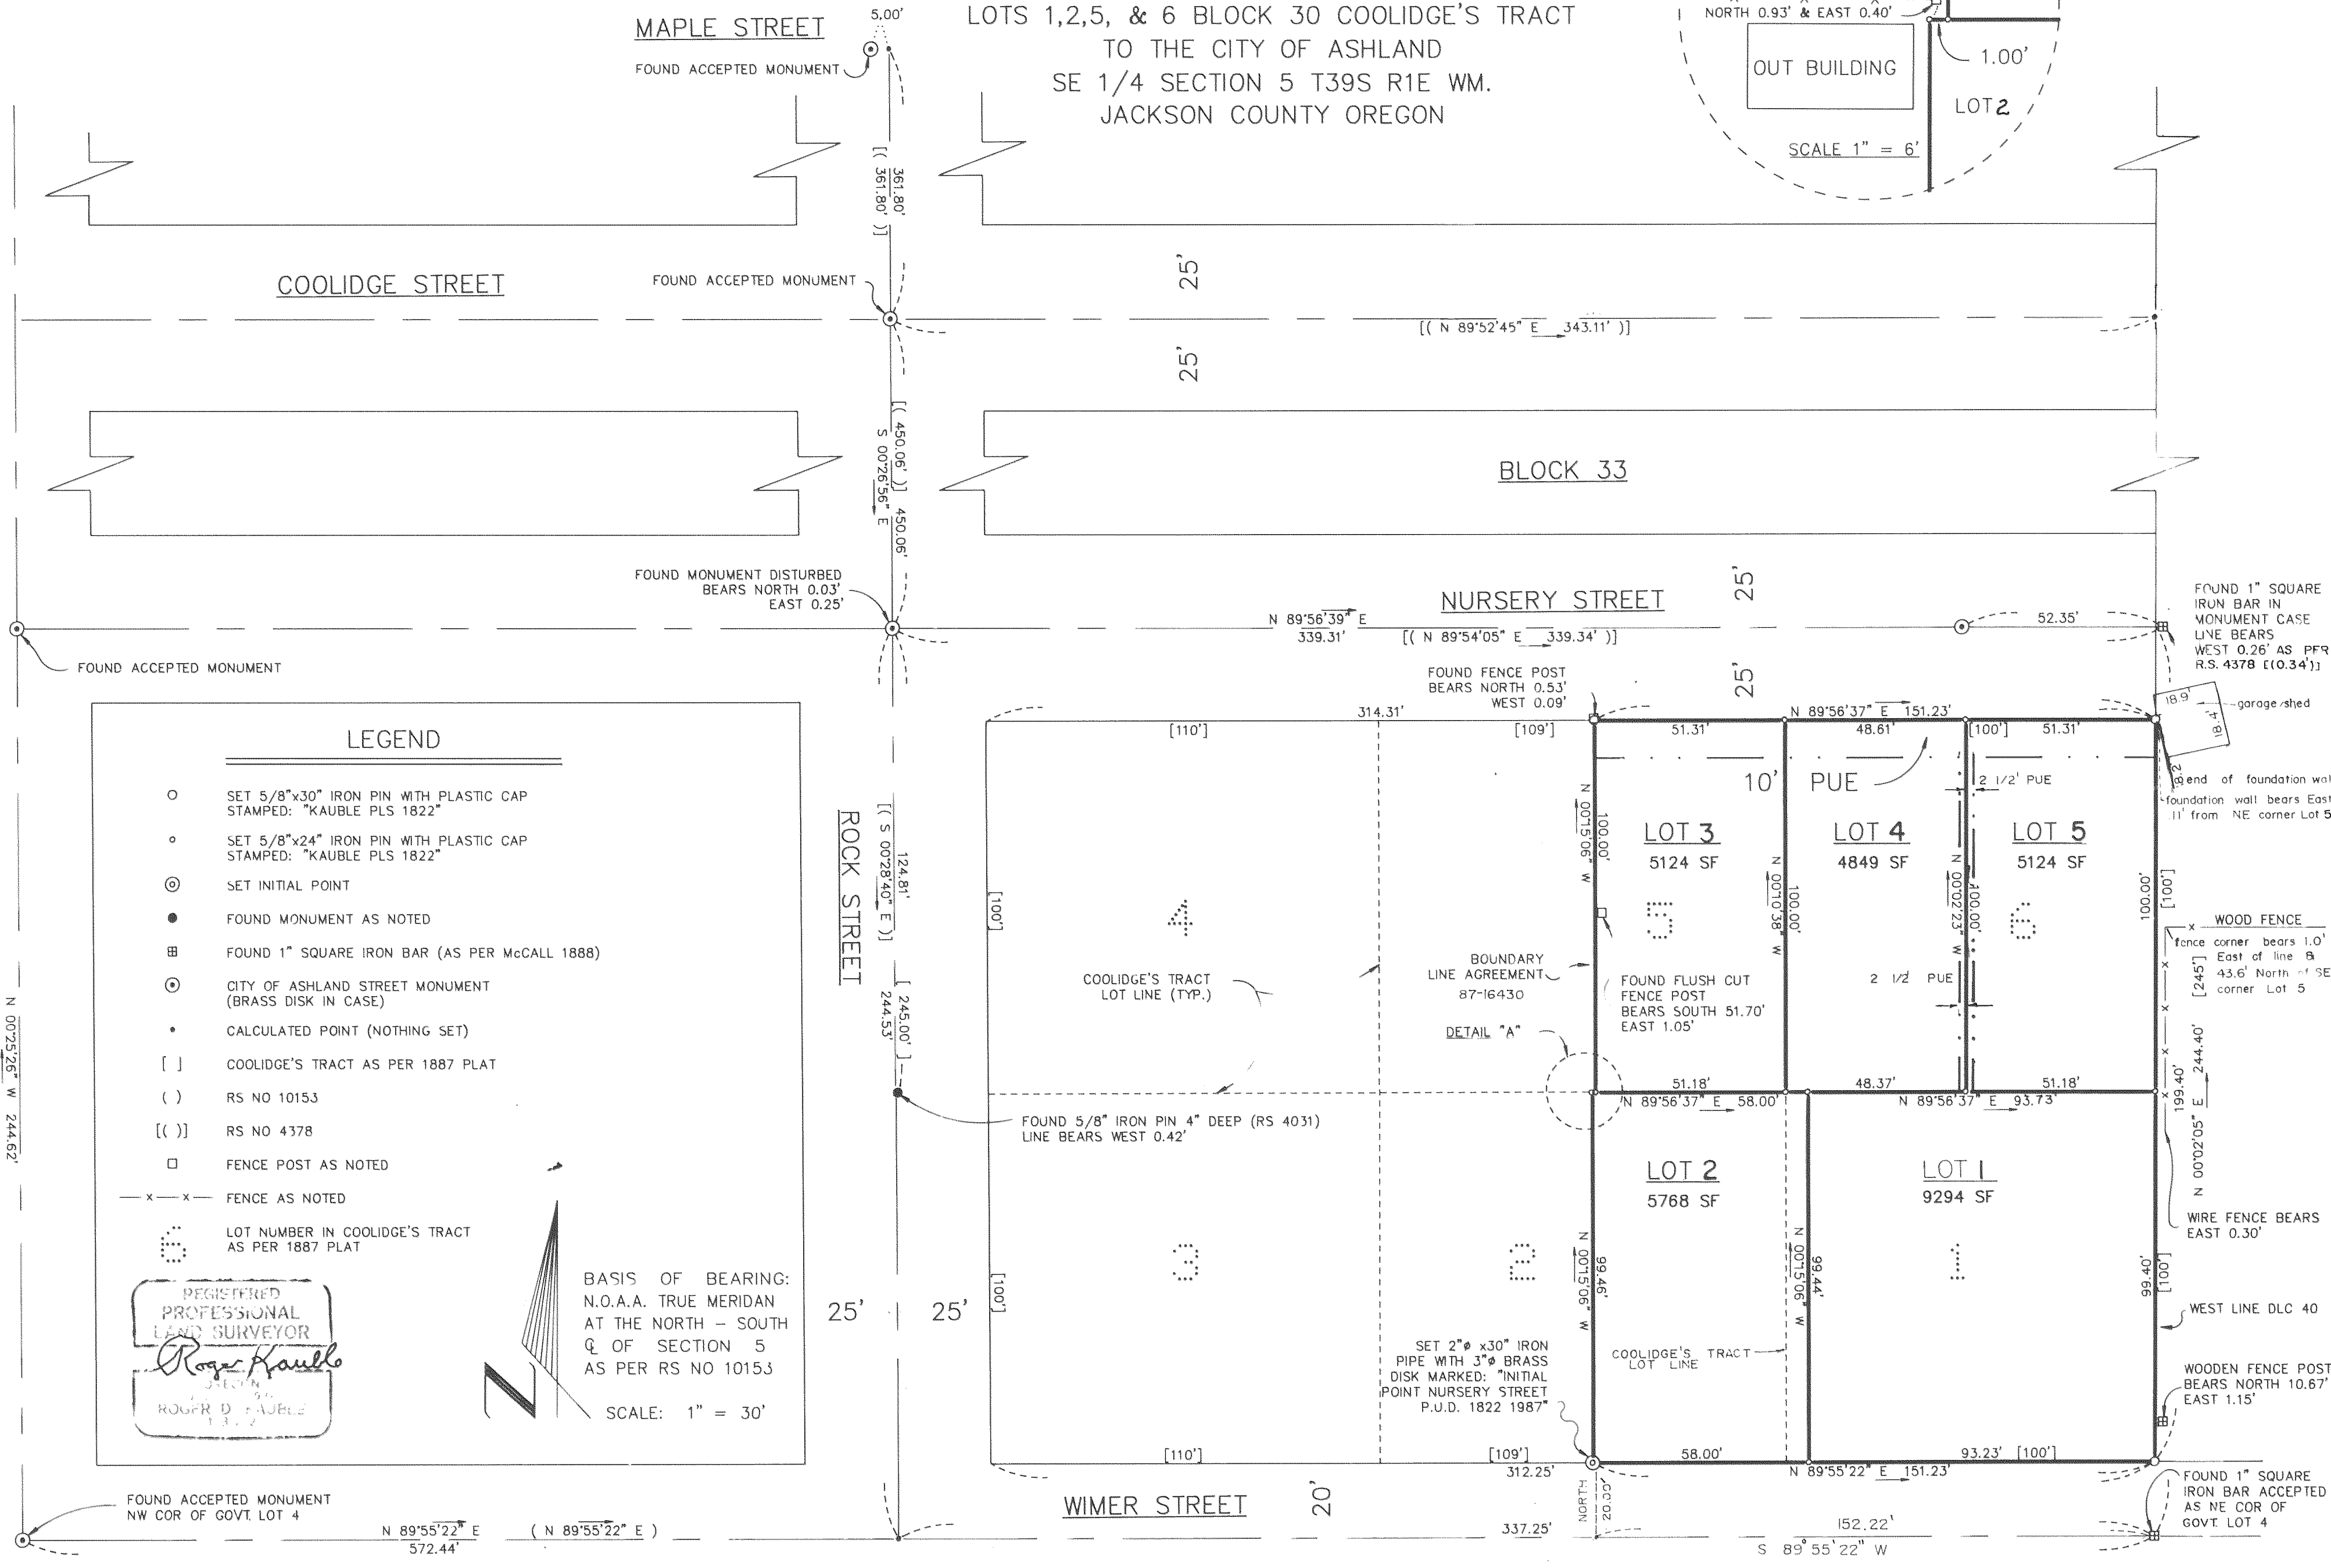 MAPLE STREET
5.00'
FOUND ACCEPTED MONUMENT
LOTS 1,2,5, & 6 BLOCK 30 COOLIDGE'S TRACT
TO THE CITY OF ASHLAND
SE 1/4 SECTION 5 T39S R1E WM.
JACKSON COUNTY OREGON
NORTH 0.93' & EAST 0.40'
OUT BUILDING
1.00'
LOT 2
SCALE 1" = 6'
361.80'
[( 361.80' )]
COOLIDGE STREET
FOUND ACCEPTED MONUMENT
25'
[( N 89°52'45" E 343.11' )]
25'
[( 450.06' )] 450.06'
S 00°26'56" E
BLOCK 33
FOUND MONUMENT DISTURBED
BEARS NORTH 0.03'
EAST 0.25'
NURSERY STREET
25'
N 89°56'39" E
339.31'
[( N 89°54'05" E 339.34' )]
52.35'
FOUND 1" SQUARE
IRON BAR IN
MONUMENT CASE
LINE BEARS
WEST 0.26' AS PER
R.S. 4378 [(0.34')]
FOUND ACCEPTED MONUMENT
FOUND FENCE POST
BEARS NORTH 0.53'
WEST 0.09'
25'
18.9'
18.4'
garage/shed
8.2'
end of foundation wal
foundation wall bears East
11' from NE corner Lot 5
314.31'
[110']
[109']
N 89°56'37" E 151.23'
51.31'
48.61'
[100']
51.31'
10' PUE
2 1/2' PUE
LEGEND
SET 5/8"x30" IRON PIN WITH PLASTIC CAP
STAMPED: "KAUBLE PLS 1822"
SET 5/8"x24" IRON PIN WITH PLASTIC CAP
STAMPED: "KAUBLE PLS 1822"
SET INITIAL POINT
FOUND MONUMENT AS NOTED
FOUND 1" SQUARE IRON BAR (AS PER McCALL 1888)
CITY OF ASHLAND STREET MONUMENT
(BRASS DISK IN CASE)
CALCULATED POINT (NOTHING SET)
[ ] COOLIDGE'S TRACT AS PER 1887 PLAT
( ) RS NO 10153
[( )] RS NO 4378
FENCE POST AS NOTED
x x FENCE AS NOTED
6 LOT NUMBER IN COOLIDGE'S TRACT
AS PER 1887 PLAT
REGISTERED
PROFESSIONAL
LAND SURVEYOR
Roger Kauble
ROGER D. KAUBLE
N
BASIS OF BEARING:
N.O.A.A. TRUE MERIDAN
AT THE NORTH - SOUTH
℄ OF SECTION 5
AS PER RS NO 10153
SCALE: 1" = 30'
N 00°25'26" W 244.62'
ROCK STREET
124.81'
[( S 00°28'40" E )]
[ 245.00' ]
244.53'
25'
25'
[100']
[100']
4
3
2
COOLIDGE'S TRACT
LOT LINE (TYP.)
FOUND 5/8" IRON PIN 4" DEEP (RS 4031)
LINE BEARS WEST 0.42'
BOUNDARY
LINE AGREEMENT
87-16430
DETAIL "A"
N 00°15'06" W
100.00'
LOT 3
5124 SF
5
FOUND FLUSH CUT
FENCE POST
BEARS SOUTH 51.70'
EAST 1.05'
N 00°10'38" W
100.00'
LOT 4
4849 SF
2 1/2 PUE
N 00°02'23" W
100.00'
LOT 5
5124 SF
6
100.00'
[100']
WOOD FENCE
fence corner bears 1.0'
East of line &
43.6' North of SE
corner Lot 5
[245']
199.40'
N 00°02'05" E 244.40'
51.18'
48.37'
51.18'
N 89°56'37" E 58.00'
N 89°56'37" E 93.73'
LOT 2
5768 SF
N 00°15'06" W
99.46'
COOLIDGE'S TRACT
LOT LINE
N 00°15'06" W
99.44'
LOT 1
9294 SF
1
99.40'
[100']
WIRE FENCE BEARS
EAST 0.30'
WEST LINE DLC 40
WOODEN FENCE POST
BEARS NORTH 10.67'
EAST 1.15'
SET 2"ø x30" IRON
PIPE WITH 3"ø BRASS
DISK MARKED: "INITIAL
POINT NURSERY STREET
P.U.D. 1822 1987"
[110']
[109']
312.25'
58.00'
93.23' [100']
N 89°55'22" E 151.23'
FOUND 1" SQUARE
IRON BAR ACCEPTED
AS NE COR OF
GOVT. LOT 4
FOUND ACCEPTED MONUMENT
NW COR OF GOVT. LOT 4
N 89°55'22" E ( N 89°55'22" E )
572.44'
WIMER STREET
20'
337.25'
NORTH
20.00'
152.22'
S 89°55'22" W